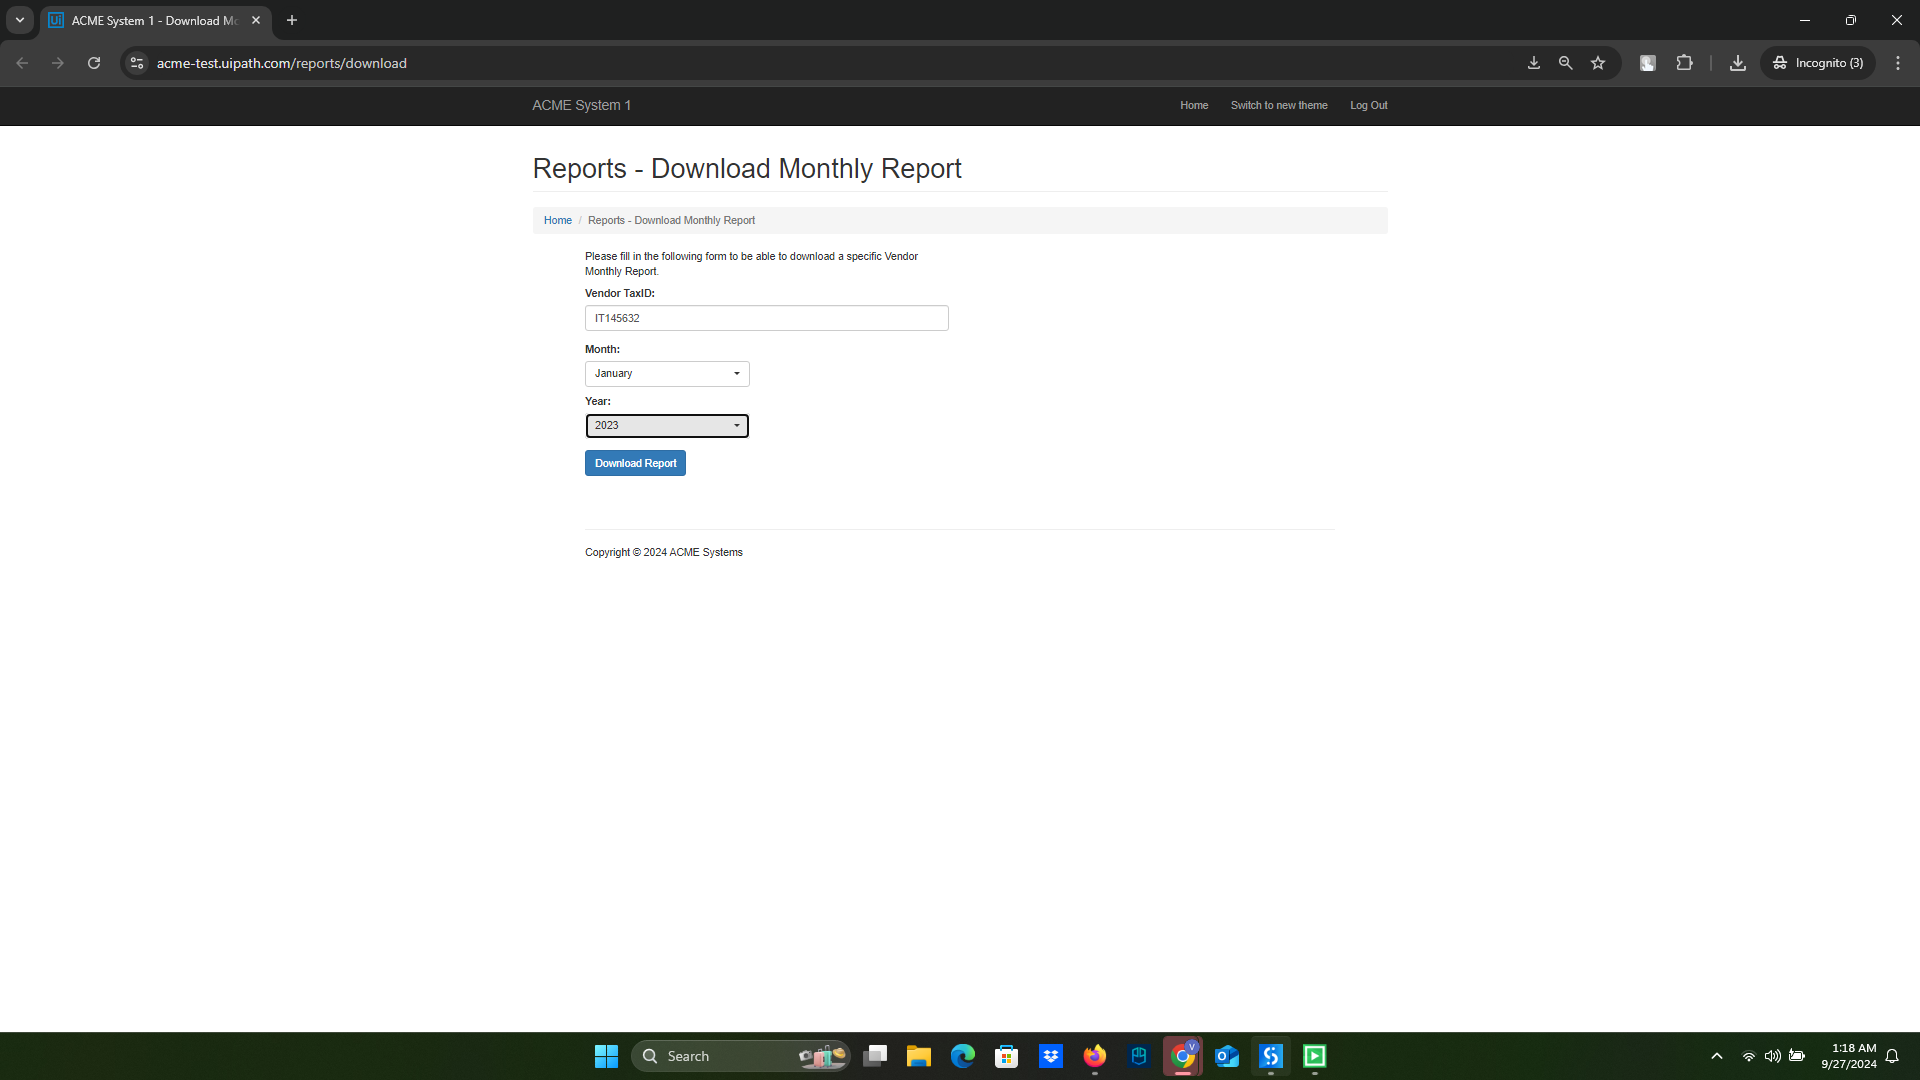 ACME System 1 - Download Mo
acme-test.uipath.com/reports/download
Incognito (3)
ACME System 1
Home
Switch to new theme
Log Out
Reports - Download Monthly Report
Home / Reports - Download Monthly Report
Please fill in the following form to be able to download a specific Vendor
Monthly Report.
Vendor TaxID:
IT145632
Month:
January
Year:
2023
Download Report
Copyright © 2024 ACME Systems
Search
1:18 AM
9/27/2024